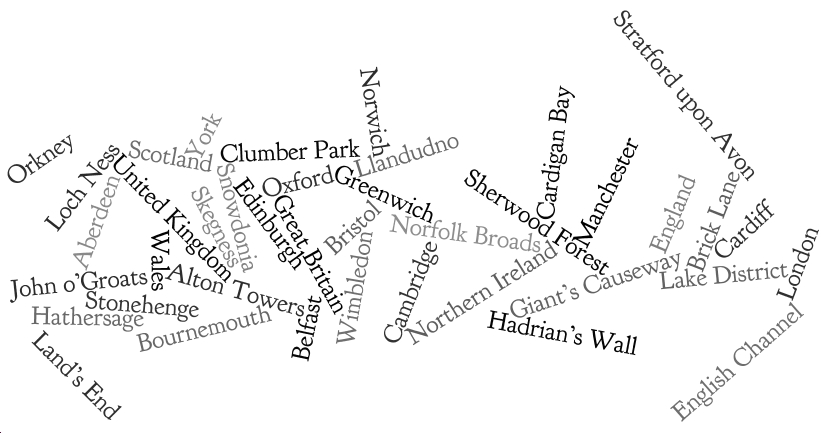 Stratford upon Avon
Norwich
Cardigan Bay
York
Orkney
Loch Ness
Scotland
Clumber Park
Llandudno
Manchester
United Kingdom
Snowdonia
Oxford
Greenwich
Sherwood Forest
England
Brick Lane
Aberdeen
Skegness
Edinburgh
Great Britain
Bristol
Norfolk Broads
Cardiff
Wales
Wimbledon
Cambridge
Northern Ireland
Giant's Causeway
Lake District
London
John o'Groats
Alton Towers
Stonehenge
Hathersage
Bournemouth
Belfast
Hadrian's Wall
English Channel
Land's End